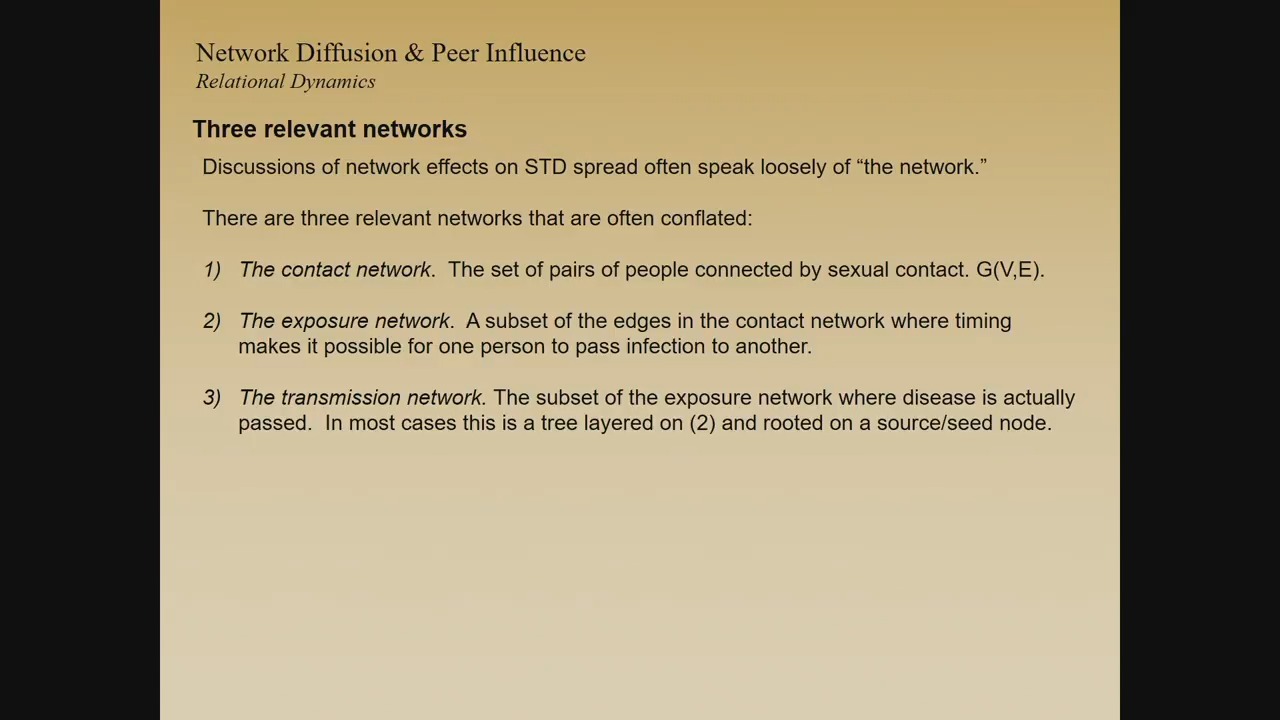 Network Diffusion & Peer Influence
Relational Dynamics
Three relevant networks
Discussions of network effects on STD spread often speak loosely of “the network.”
There are three relevant networks that are often conflated:
1) The contact network. The set of pairs of people connected by sexual contact. G(V,E).
2) The exposure network. A subset of the edges in the contact network where timing
makes it possible for one person to pass infection to another.
3) The transmission network. The subset of the exposure network where disease is actually
passed. In most cases this is a tree layered on (2) and rooted on a source/seed node.